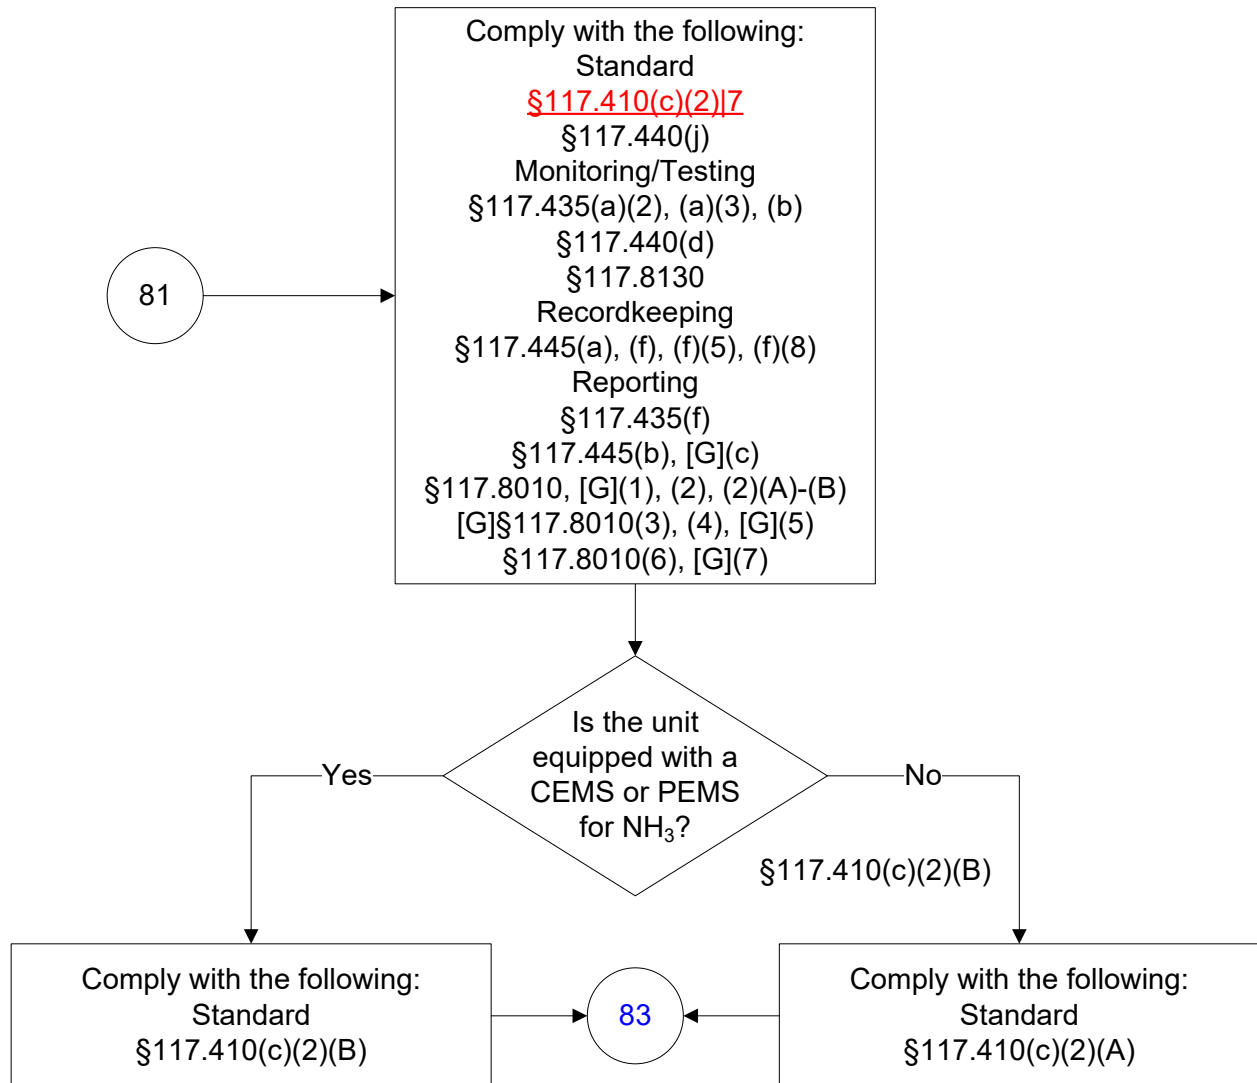 Comply with the following:
Standard
§117.410(c)(2)|7
§117.440(j)
Monitoring/Testing
§117.435(a)(2), (a)(3), (b)
§117.440(d)
§117.8130
Recordkeeping
§117.445(a), (f), (f)(5), (f)(8)
Reporting
§117.435(f)
§117.445(b), [G](c)
§117.8010, [G](1), (2), (2)(A)-(B)
[G]§117.8010(3), (4), [G](5)
§117.8010(6), [G](7)
81
Is the unit
equipped with a
CEMS or PEMS
for NH₃?
Yes
No
§117.410(c)(2)(B)
Comply with the following:
Standard
§117.410(c)(2)(B)
83
Comply with the following:
Standard
§117.410(c)(2)(A)